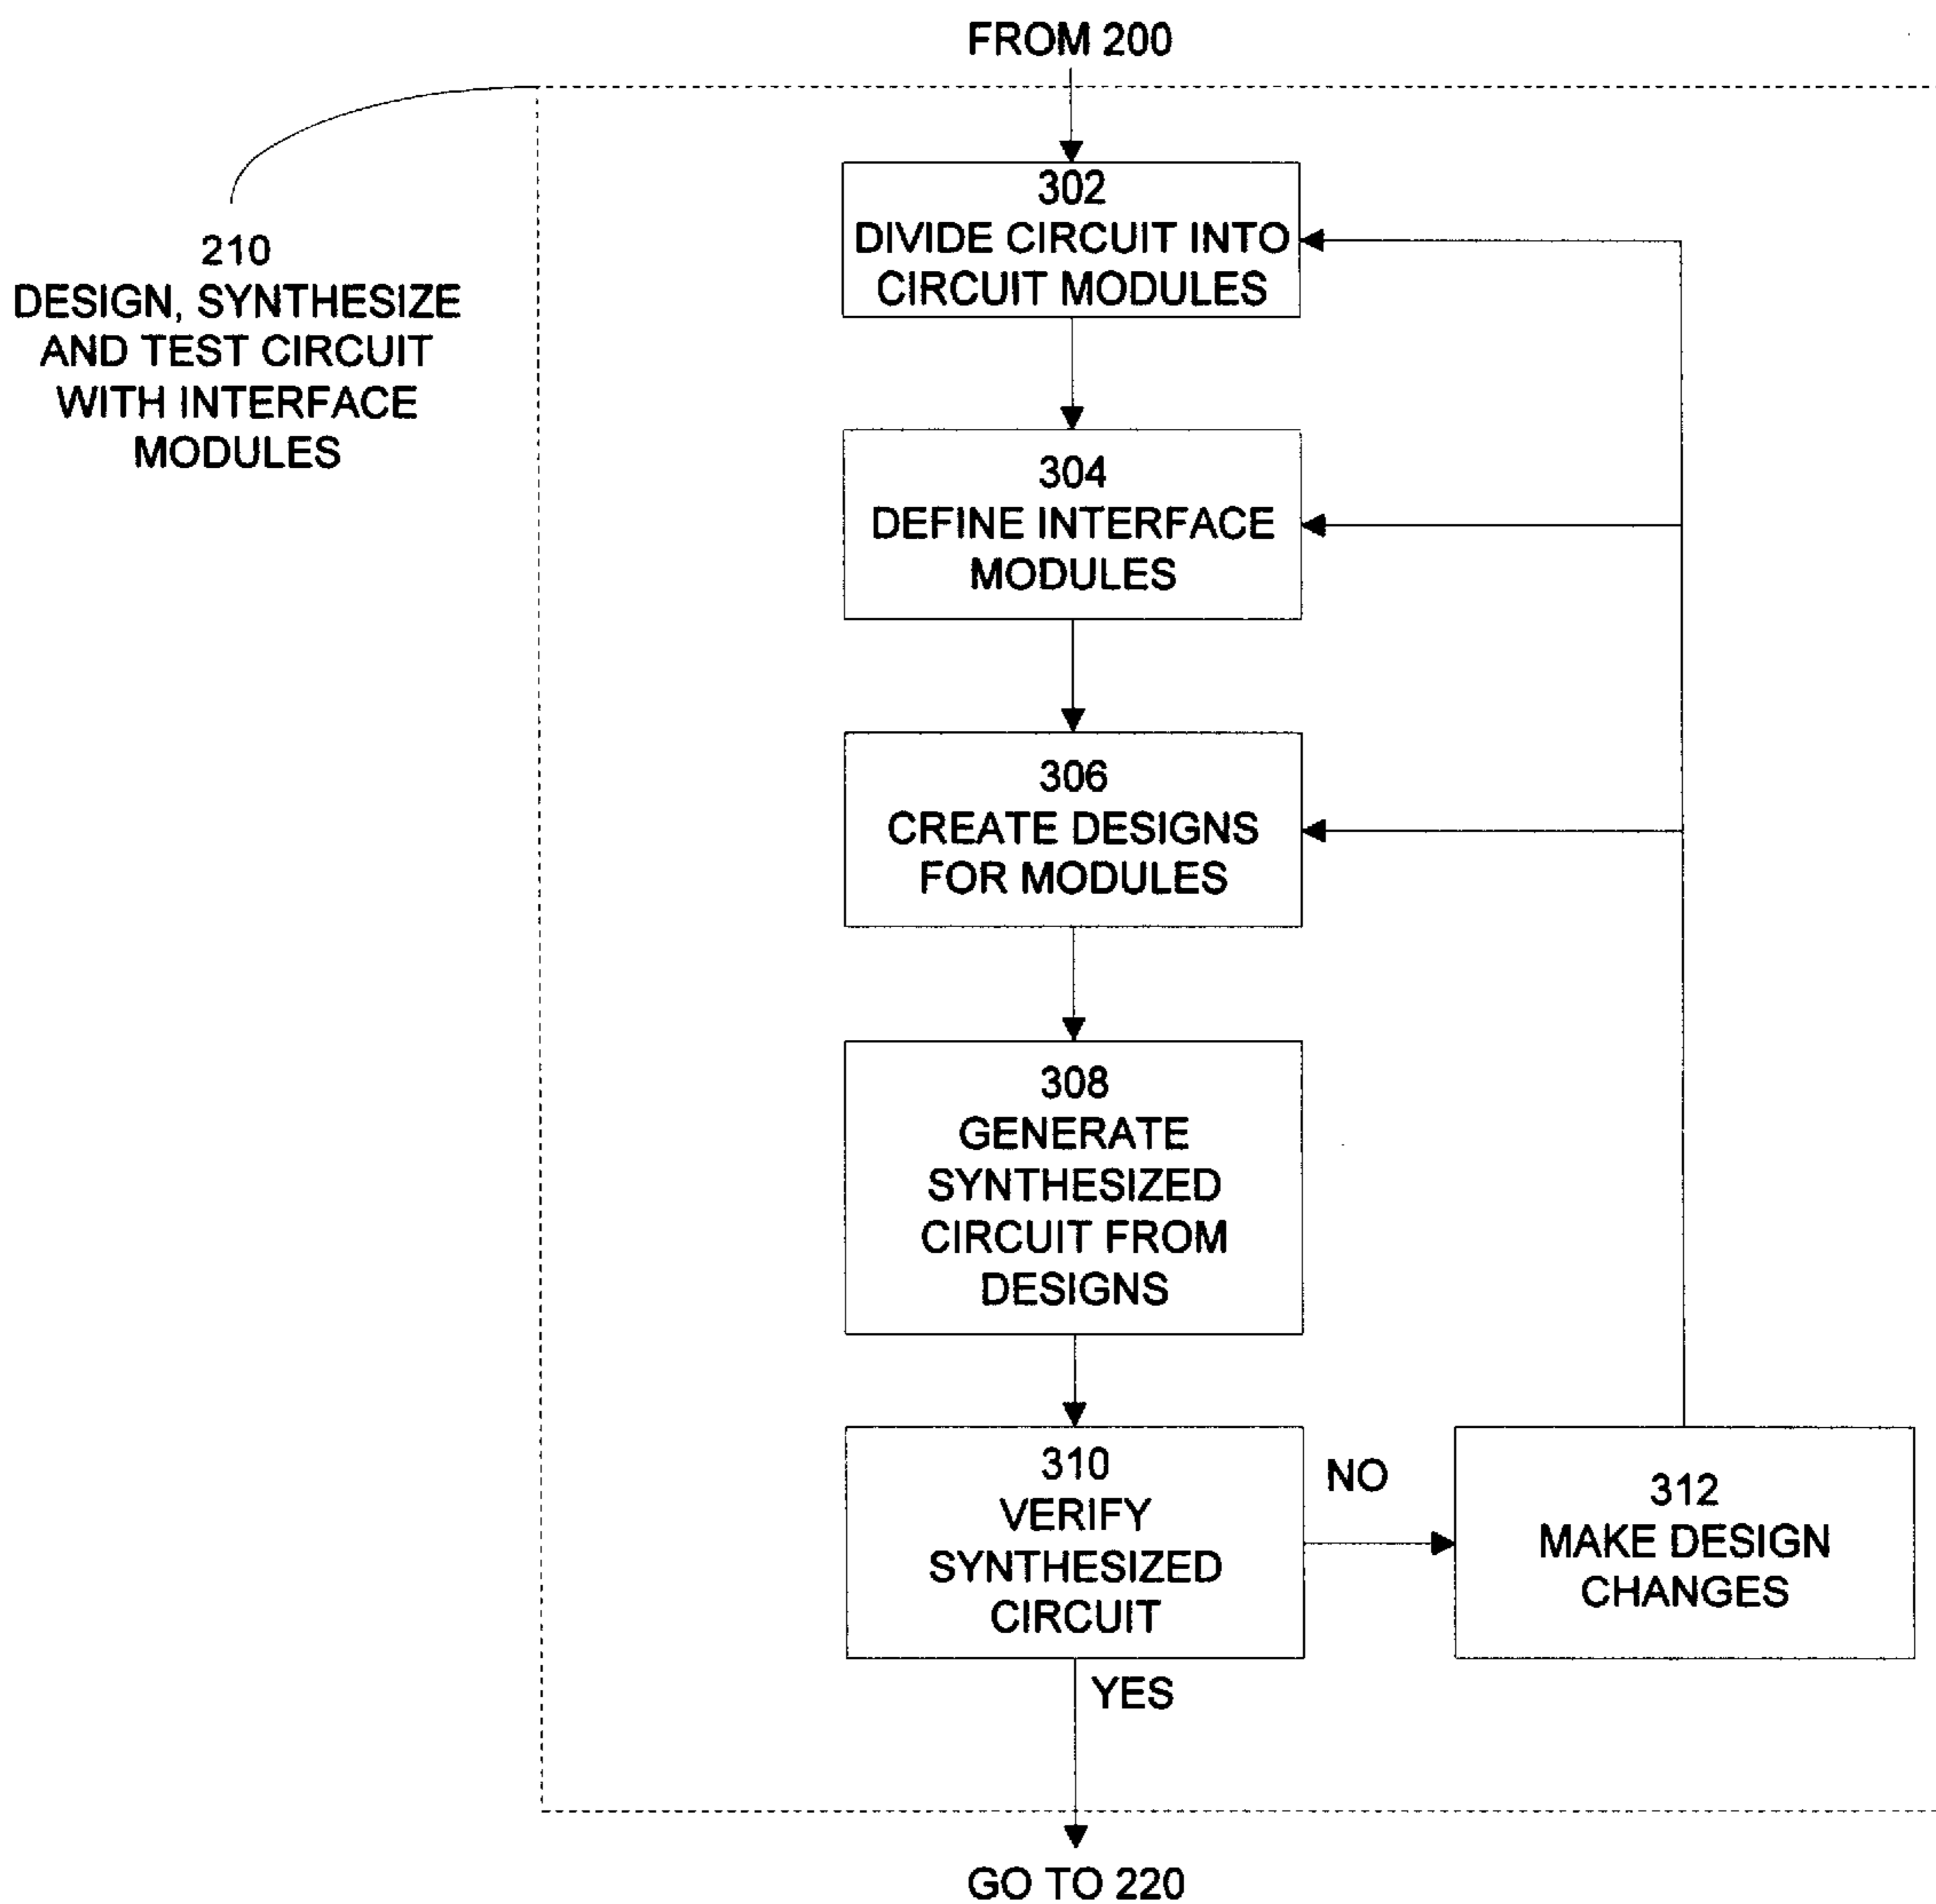 FROM 200
210
DESIGN, SYNTHESIZE
AND TEST CIRCUIT
WITH INTERFACE
MODULES
302
DIVIDE CIRCUIT INTO
CIRCUIT MODULES
304
DEFINE INTERFACE
MODULES
306
CREATE DESIGNS
FOR MODULES
308
GENERATE
SYNTHESIZED
CIRCUIT FROM
DESIGNS
310
VERIFY
SYNTHESIZED
CIRCUIT
NO
312
MAKE DESIGN
CHANGES
YES
GO TO 220